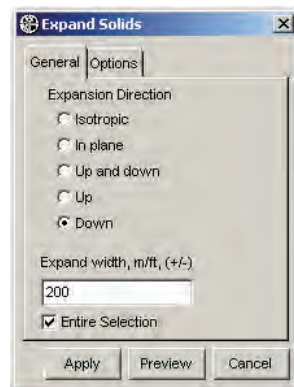 Expand Solids
General Options
Expansion Direction
Isotropic
In plane
Up and down
Up
Down
Expand width, m/ft, (+/-)
200
Entire Selection
Apply Preview Cancel